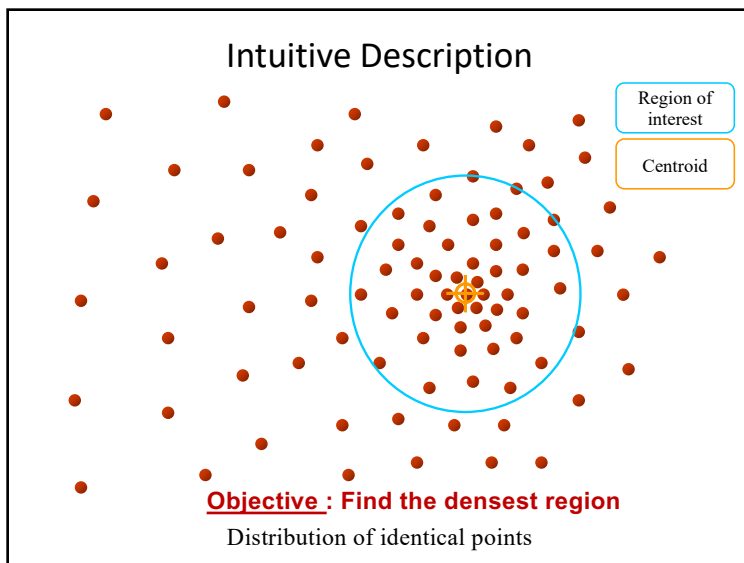 Intuitive Description
Region of
interest
Centroid
Objective : Find the densest region
Distribution of identical points